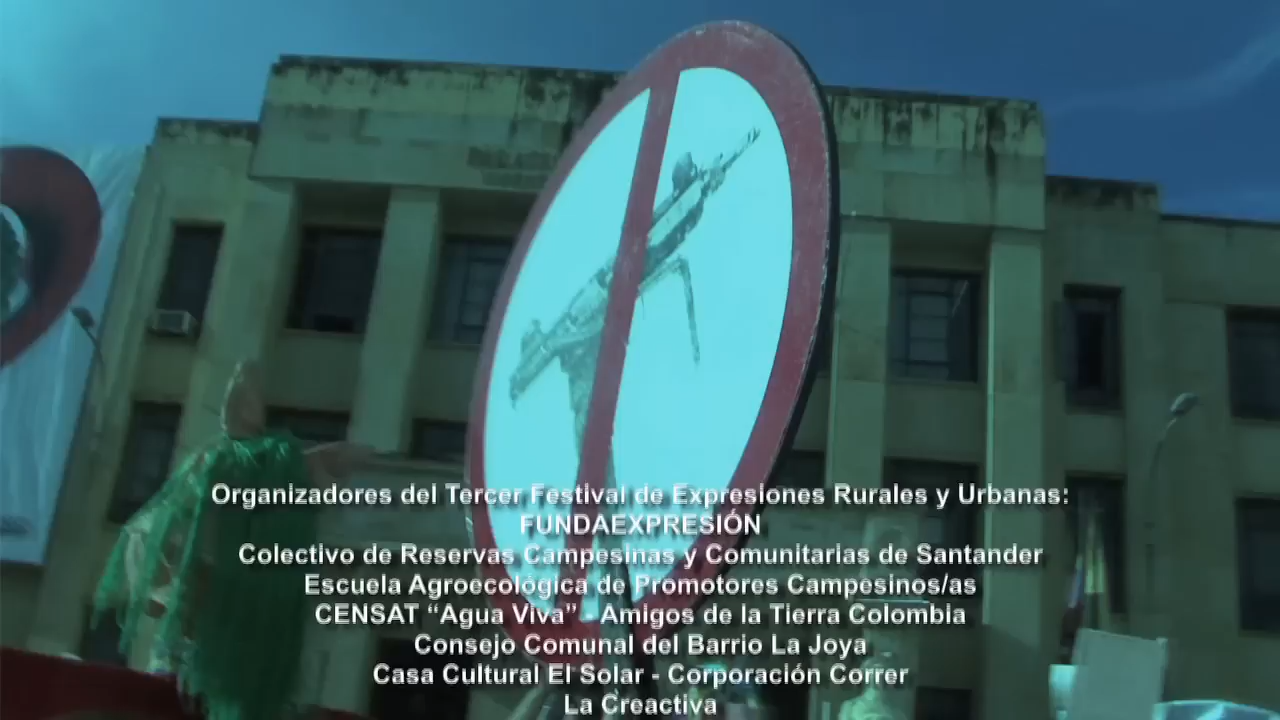 Organizadores del Tercer Festival de Expresiones Rurales y Urbanas:
FUNDAEXPRESIÓN
Colectivo de Reservas Campesinas y Comunitarias de Santander
Escuela Agroecológica de Promotores Campesinos/as
CENSAT “Agua Viva” - Amigos de la Tierra Colombia
Consejo Comunal del Barrio La Joya
Casa Cultural El Solar - Corporación Correr
La Creactiva